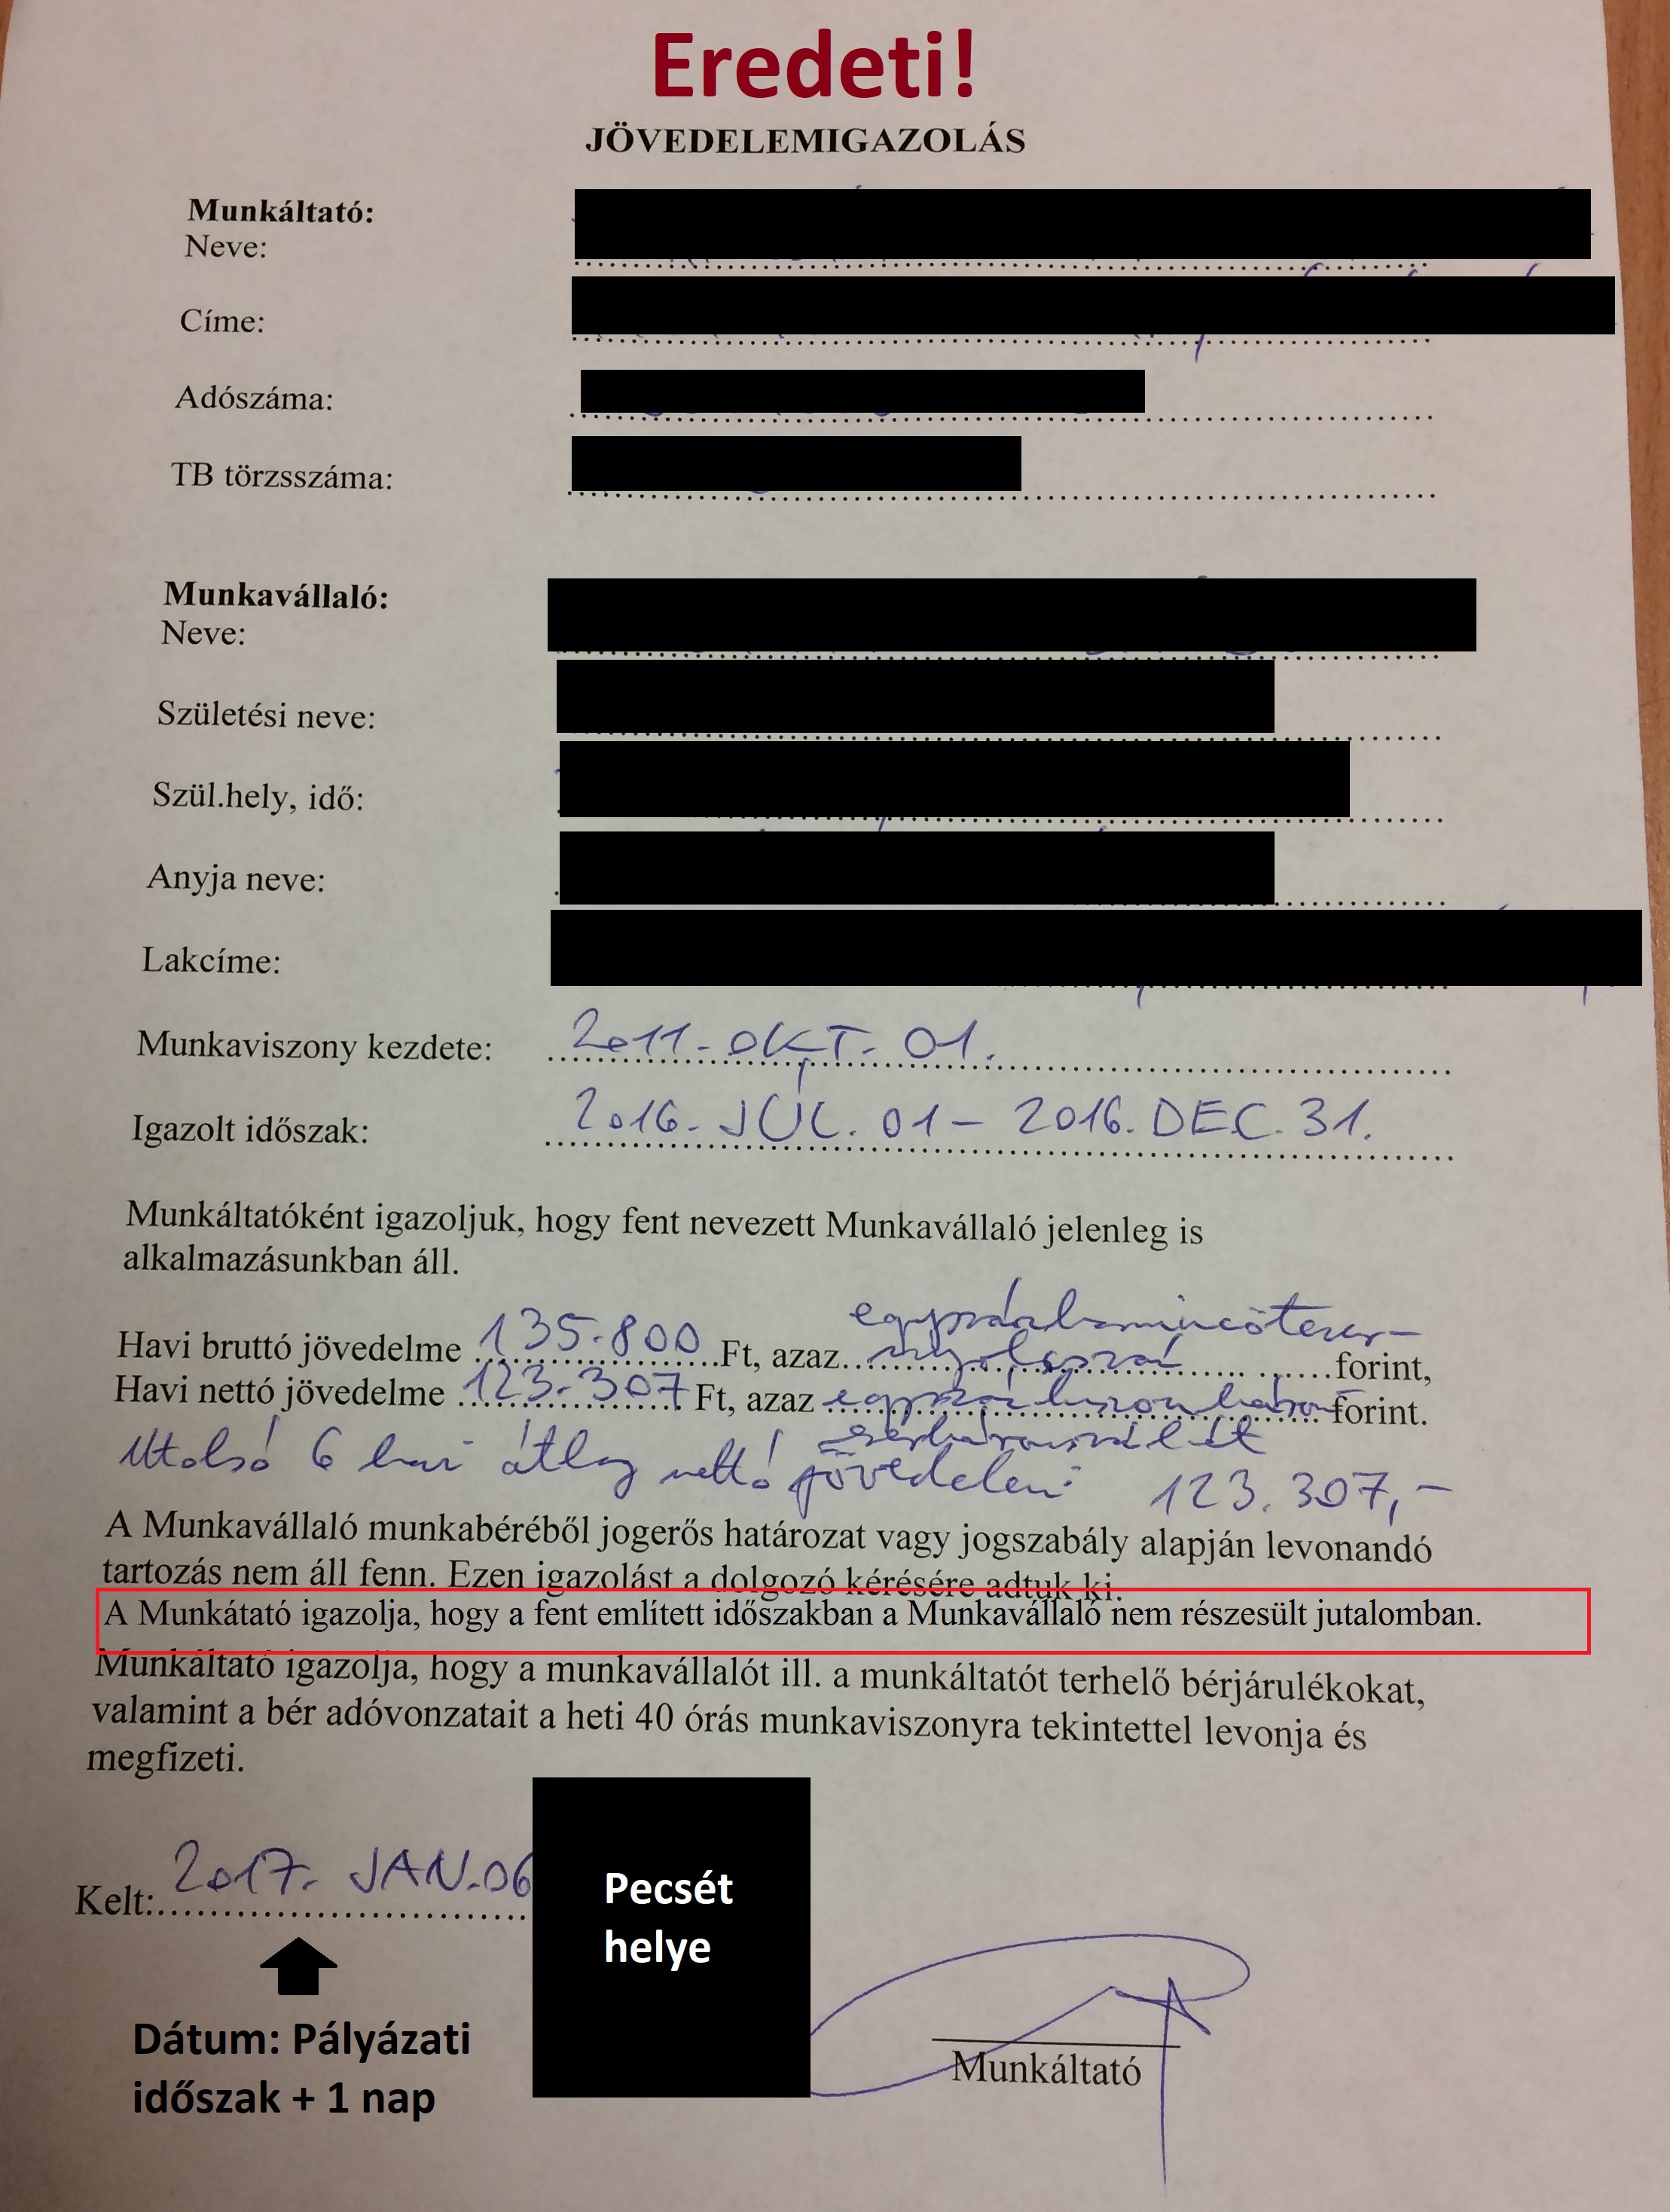 Eredeti!
JÖVEDELEMIGAZOLÁS
Munkáltató:
Neve:
Címe:
Adószáma:
TB törzsszáma:
Munkavállaló:
Neve:
Születési neve:
Szül.hely, idő:
Anyja neve:
Lakcíme:
Munkaviszony kezdete: 2011. OKT. 01.
Igazolt időszak: 2016. JÚL. 01 - 2016. DEC. 31.
Munkáltatóként igazoljuk, hogy fent nevezett Munkavállaló jelenleg is
alkalmazásunkban áll.
Havi bruttó jövedelme 135.800 Ft, azaz egyszázharmincötezer-
nyolcszáz forint,
Havi nettó jövedelme 123.307 Ft, azaz egyszázhuszonhárom- forint.
ezerháromszázhét
Utolsó 6 havi átlag nettó jövedelem: 123.307,-
A Munkavállaló munkabéréből jogerős határozat vagy jogszabály alapján levonandó
tartozás nem áll fenn. Ezen igazolást a dolgozó kérésére adtuk ki.
A Munkátató igazolja, hogy a fent említett időszakban a Munkavállaló nem részesült jutalomban.
Munkáltató igazolja, hogy a munkavállalót ill. a munkáltatót terhelő bérjárulékokat,
valamint a bér adóvonzatait a heti 40 órás munkaviszonyra tekintettel levonja és
megfizeti.
Kelt: 2017. JAN. 06
Pecsét
helye
Munkáltató
Dátum: Pályázati
időszak + 1 nap